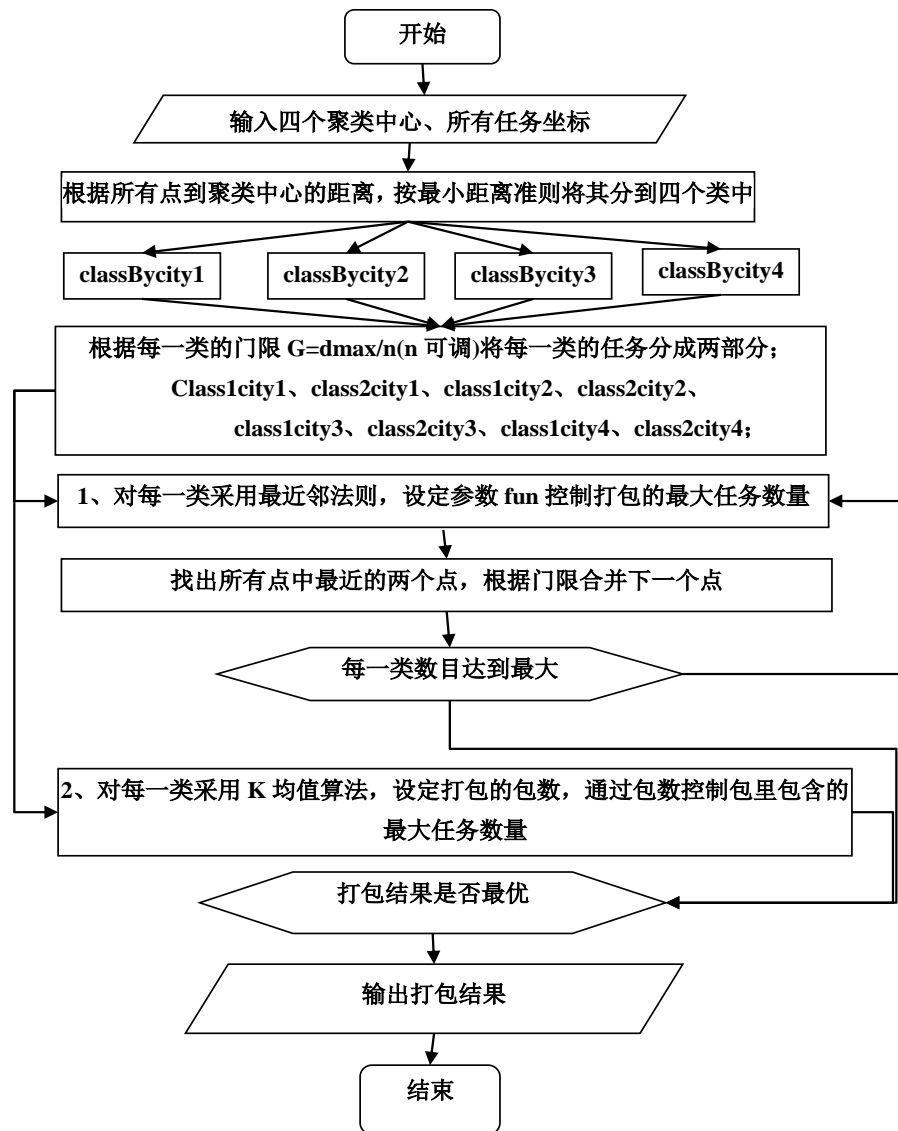 开始
输入四个聚类中心、所有任务坐标
根据所有点到聚类中心的距离，按最小距离准则将其分到四个类中
classBycity1
classBycity2
classBycity3
classBycity4
根据每一类的门限 G=dmax/n(n 可调)将每一类的任务分成两部分；
Class1city1、class2city1、class1city2、class2city2、
class1city3、class2city3、class1city4、class2city4；
1、对每一类采用最近邻法则，设定参数 fun 控制打包的最大任务数量
找出所有点中最近的两个点，根据门限合并下一个点
每一类数目达到最大
2、对每一类采用 K 均值算法，设定打包的包数，通过包数控制包里包含的
最大任务数量
打包结果是否最优
输出打包结果
结束